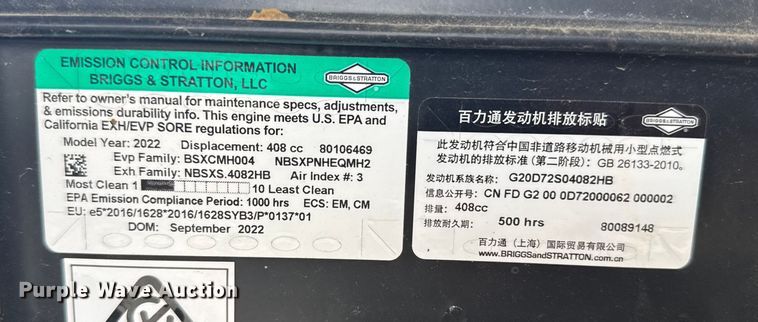 EMISSION CONTROL INFORMATION
BRIGGS & STRATTON, LLC
BRIGGS&STRATTON
Refer to owner's manual for maintenance specs, adjustments,
& emissions durability info. This engine meets U.S. EPA and
California EXH/EVP SORE regulations for:
Model Year: 2022 Displacement: 408 cc 80106469
Evp Family: BSXCMH004 NBSXPNHEQMH2
Exh Family: NBSXS.4082HB Air Index #: 3
Most Clean 1 10 Least Clean
EPA Emission Compliance Period: 1000 hrs ECS: EM, CM
EU: e5*2016/1628*2016/1628SYB3/P*0137*01
DOM: September 2022
百力通发动机排放标贴
BRIGGS&STRATTON
此发动机符合中国非道路移动机械用小型点燃式
发动机的排放标准（第二阶段）：GB 26133-2010。
发动机系族名称: G20D72S04082HB
信息公开号: CN FD G2 00 0D72000062 000002
排量: 408cc
排放耐久期: 500 hrs 80089148
百力通（上海）国际贸易有限公司
www.BRIGGSandSTRATTON.com.cn
Purple Wave Auction